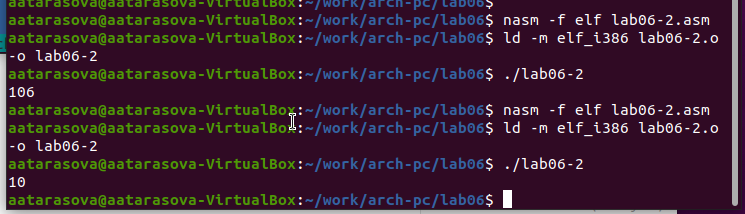 aatarasova@aatarasova-VirtualBox:~/work/arch-pc/lab06$
aatarasova@aatarasova-VirtualBox:~/work/arch-pc/lab06$ nasm -f elf lab06-2.asm
aatarasova@aatarasova-VirtualBox:~/work/arch-pc/lab06$ ld -m elf_i386 lab06-2.o
-o lab06-2
aatarasova@aatarasova-VirtualBox:~/work/arch-pc/lab06$ ./lab06-2
106
aatarasova@aatarasova-VirtualBox:~/work/arch-pc/lab06$ nasm -f elf lab06-2.asm
aatarasova@aatarasova-VirtualBox:~/work/arch-pc/lab06$ ld -m elf_i386 lab06-2.o
-o lab06-2
aatarasova@aatarasova-VirtualBox:~/work/arch-pc/lab06$ ./lab06-2
10
aatarasova@aatarasova-VirtualBox:~/work/arch-pc/lab06$